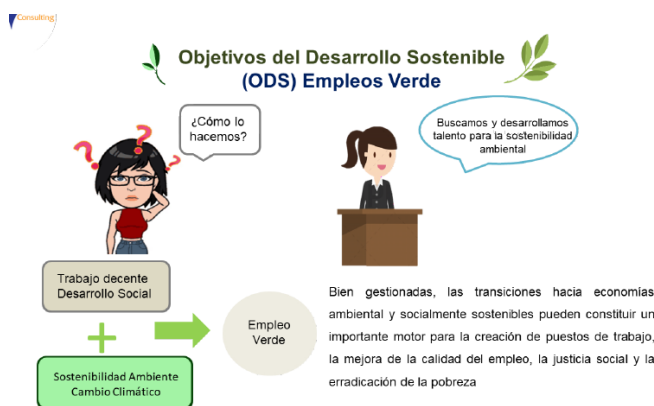 Consulting
Objetivos del Desarrollo Sostenible
(ODS) Empleos Verde
¿Cómo lo
hacemos?
Buscamos y desarrollamos
talento para la sostenibilidad
ambiental
Trabajo decente
Desarrollo Social
Sostenibilidad Ambiente
Cambio Climático
Empleo
Verde
Bien gestionadas, las transiciones hacia economías
ambiental y socialmente sostenibles pueden constituir un
importante motor para la creación de puestos de trabajo,
la mejora de la calidad del empleo, la justicia social y la
erradicación de la pobreza